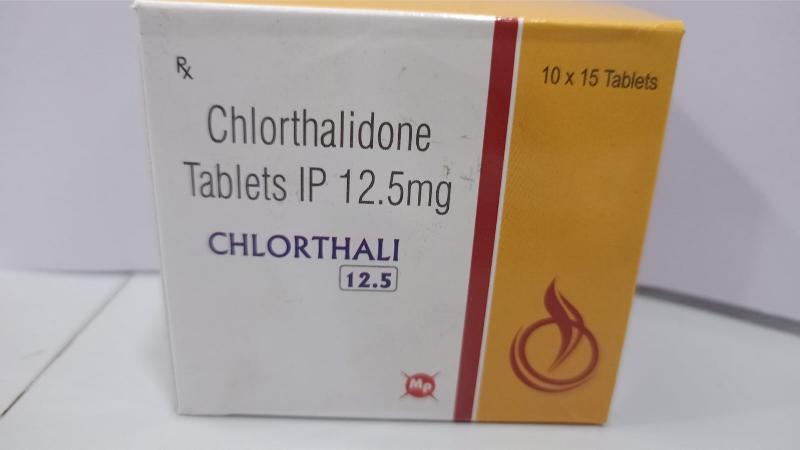 Rx
Chlorthalidone
Tablets IP 12.5mg
CHLORTHALI
12.5
Mp
10 x 15 Tablets